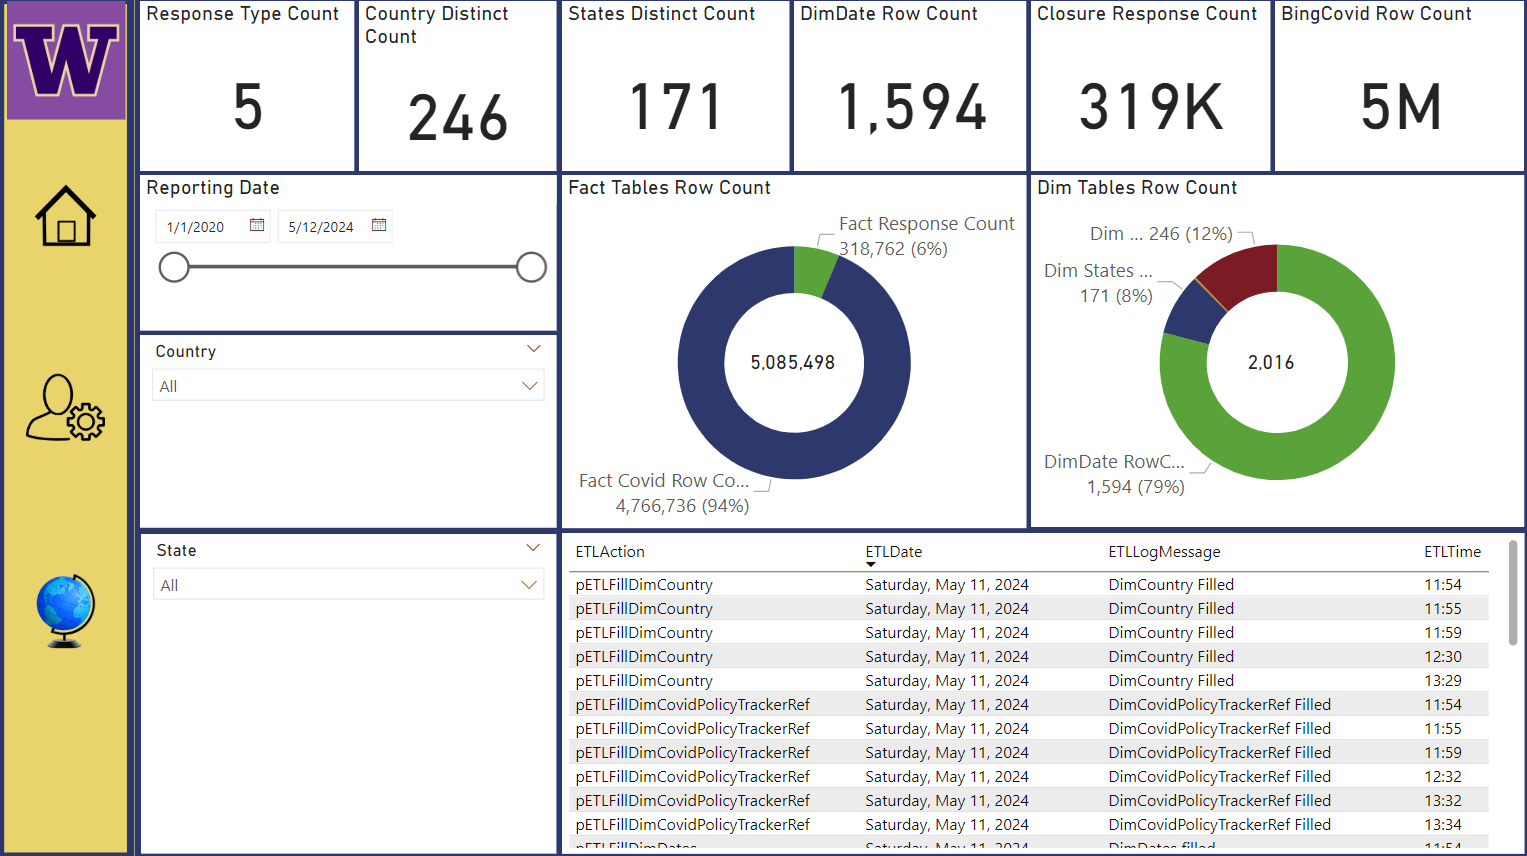 W
Response Type Count
5
Country Distinct
Count
246
States Distinct Count
171
DimDate Row Count
1,594
Closure Response Count
319K
BingCovid Row Count
5M
Reporting Date
1/1/2020
5/12/2024
Country
All
State
All
Fact Tables Row Count
Fact Response Count
318,762 (6%)
5,085,498
Fact Covid Row Co...
4,766,736 (94%)
Dim Tables Row Count
Dim ... 246 (12%)
Dim States ...
171 (8%)
2,016
DimDate RowC...
1,594 (79%)
ETLAction ETLDate ETLLogMessage ETLTime
pETLFillDimCountry Saturday, May 11, 2024 DimCountry Filled 11:54
pETLFillDimCountry Saturday, May 11, 2024 DimCountry Filled 11:55
pETLFillDimCountry Saturday, May 11, 2024 DimCountry Filled 11:59
pETLFillDimCountry Saturday, May 11, 2024 DimCountry Filled 12:30
pETLFillDimCountry Saturday, May 11, 2024 DimCountry Filled 13:29
pETLFillDimCovidPolicyTrackerRef Saturday, May 11, 2024 DimCovidPolicyTrackerRef Filled 11:54
pETLFillDimCovidPolicyTrackerRef Saturday, May 11, 2024 DimCovidPolicyTrackerRef Filled 11:55
pETLFillDimCovidPolicyTrackerRef Saturday, May 11, 2024 DimCovidPolicyTrackerRef Filled 11:59
pETLFillDimCovidPolicyTrackerRef Saturday, May 11, 2024 DimCovidPolicyTrackerRef Filled 12:32
pETLFillDimCovidPolicyTrackerRef Saturday, May 11, 2024 DimCovidPolicyTrackerRef Filled 13:32
pETLFillDimCovidPolicyTrackerRef Saturday, May 11, 2024 DimCovidPolicyTrackerRef Filled 13:34
pETLFillDimDates Saturday, May 11, 2024 DimDates filled 11:54